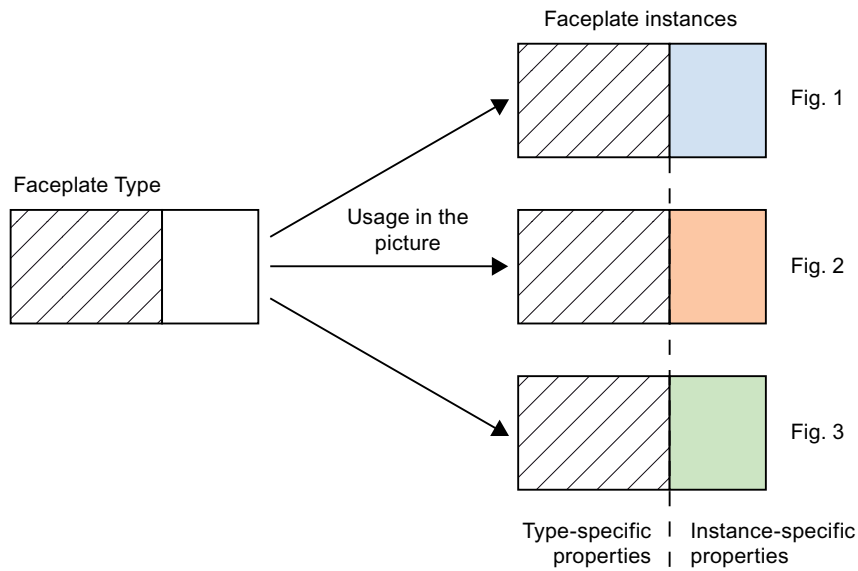 Faceplate instances
Fig. 1
Faceplate Type
Usage in the
picture
Fig. 2
Fig. 3
Type-specific
properties
Instance-specific
properties